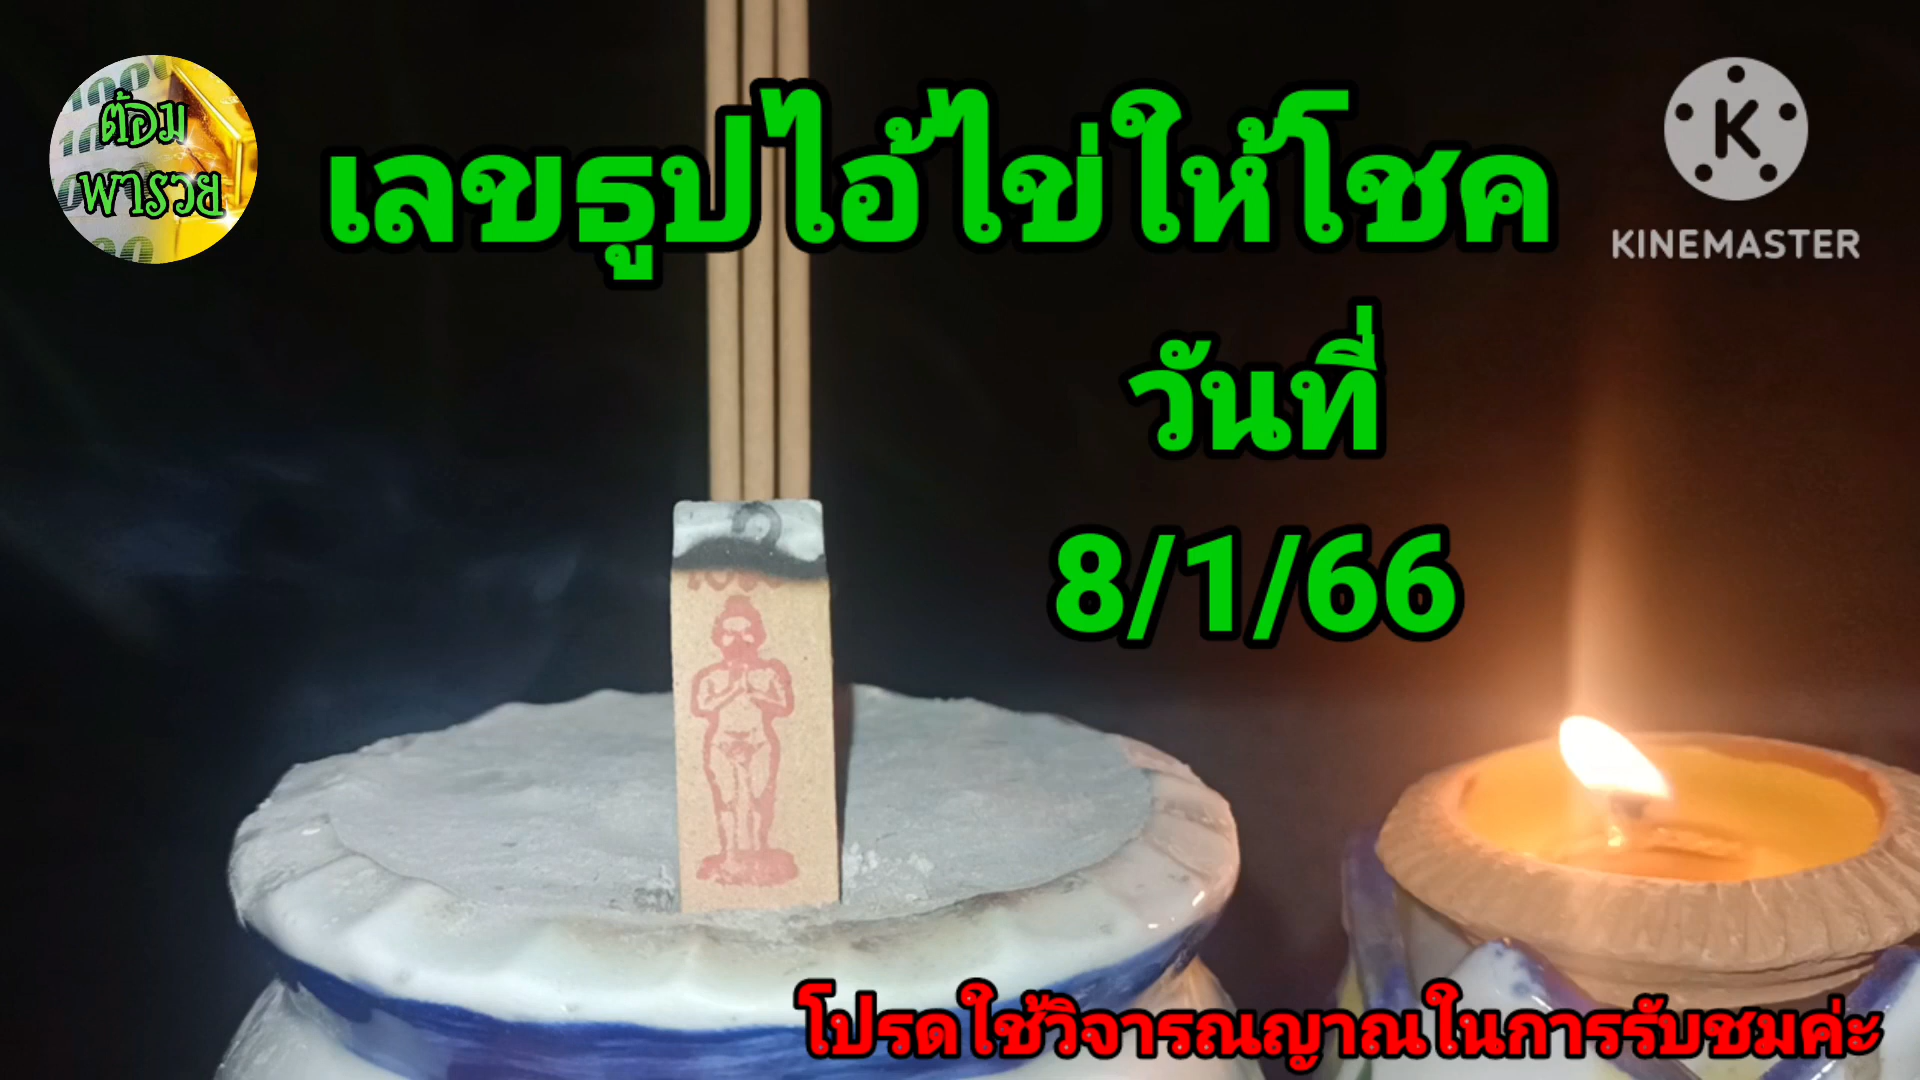 ต้อม
พารวย
เลขธูปไอ้ไข่ให้โชค
K
KINEMASTER
วันที่
8/1/66
โปรดใช้วิจารณญาณในการรับชมค่ะ